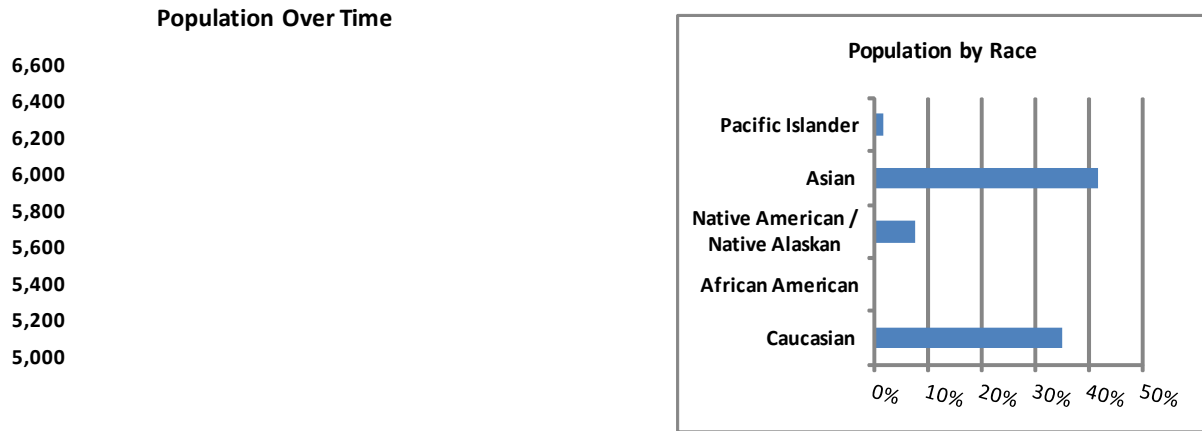 Population Over Time
6,600
6,400
6,200
6,000
5,800
5,600
5,400
5,200
5,000
Population by Race
Pacific Islander
Asian
Native American /
Native Alaskan
African American
Caucasian
0% 10% 20% 30% 40% 50%